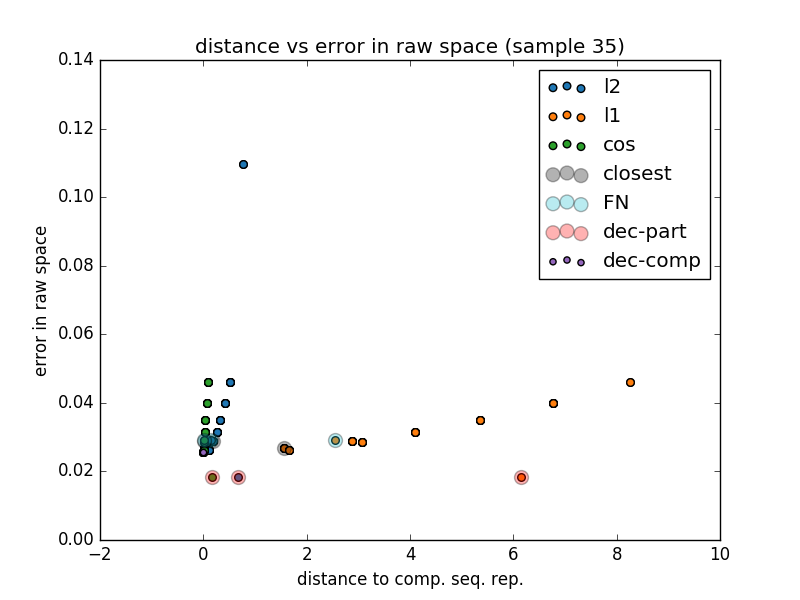 distance vs error in raw space (sample 35)
0.14
0.12
0.10
0.08
0.06
0.04
0.02
0.00
error in raw space
l2
l1
cos
closest
FN
dec-part
dec-comp
−2 0 2 4 6 8 10
distance to comp. seq. rep.